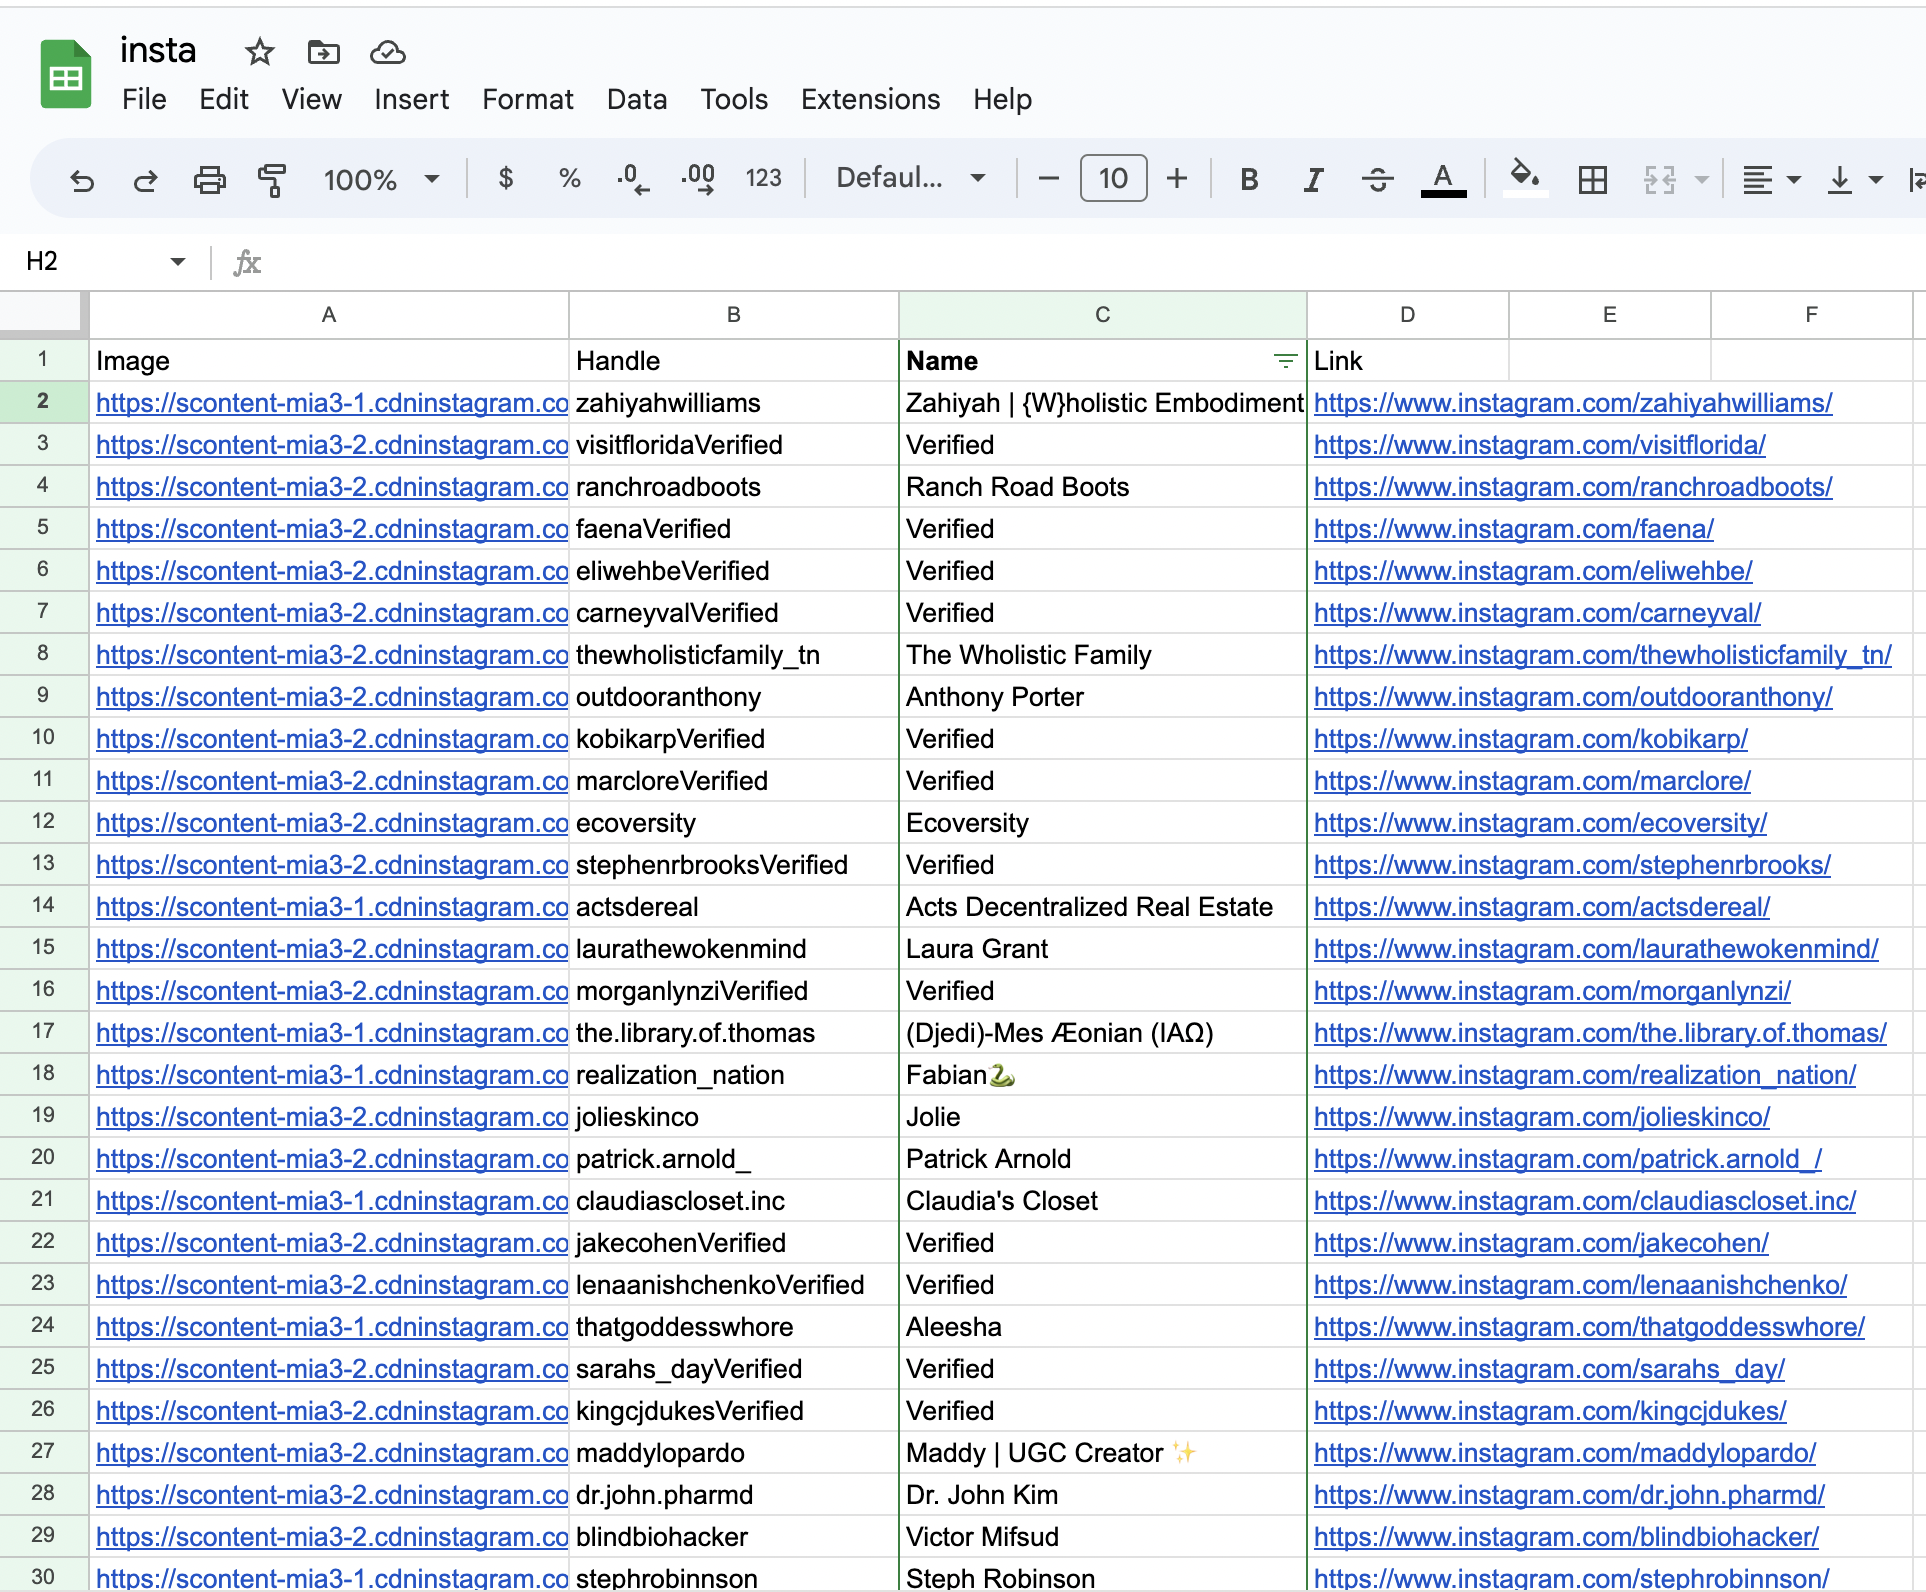 insta
File Edit View Insert Format Data Tools Extensions Help
100% $ % .0 .00 123 Defaul... 10 B I A
H2 fx
A B C D E F
1 Image Handle Name Link
2 https://scontent-mia3-1.cdninstagram.co zahiyahwilliams Zahiyah | {W}holistic Embodiment https://www.instagram.com/zahiyahwilliams/
3 https://scontent-mia3-2.cdninstagram.co visitfloridaVerified Verified https://www.instagram.com/visitflorida/
4 https://scontent-mia3-2.cdninstagram.co ranchroadboots Ranch Road Boots https://www.instagram.com/ranchroadboots/
5 https://scontent-mia3-2.cdninstagram.co faenaVerified Verified https://www.instagram.com/faena/
6 https://scontent-mia3-2.cdninstagram.co eliwehbeVerified Verified https://www.instagram.com/eliwehbe/
7 https://scontent-mia3-2.cdninstagram.co carneyvalVerified Verified https://www.instagram.com/carneyval/
8 https://scontent-mia3-2.cdninstagram.co thewholisticfamily_tn The Wholistic Family https://www.instagram.com/thewholisticfamily_tn/
9 https://scontent-mia3-2.cdninstagram.co outdooranthony Anthony Porter https://www.instagram.com/outdooranthony/
10 https://scontent-mia3-2.cdninstagram.co kobikarpVerified Verified https://www.instagram.com/kobikarp/
11 https://scontent-mia3-2.cdninstagram.co marcloreVerified Verified https://www.instagram.com/marclore/
12 https://scontent-mia3-2.cdninstagram.co ecoversity Ecoversity https://www.instagram.com/ecoversity/
13 https://scontent-mia3-2.cdninstagram.co stephenrbrooksVerified Verified https://www.instagram.com/stephenrbrooks/
14 https://scontent-mia3-1.cdninstagram.co actsdereal Acts Decentralized Real Estate https://www.instagram.com/actsdereal/
15 https://scontent-mia3-2.cdninstagram.co laurathewokenmind Laura Grant https://www.instagram.com/laurathewokenmind/
16 https://scontent-mia3-2.cdninstagram.co morganlynziVerified Verified https://www.instagram.com/morganlynzi/
17 https://scontent-mia3-1.cdninstagram.co the.library.of.thomas (Djedi)-Mes Æonian (IAΩ) https://www.instagram.com/the.library.of.thomas/
18 https://scontent-mia3-1.cdninstagram.co realization_nation Fabian🐍 https://www.instagram.com/realization_nation/
19 https://scontent-mia3-2.cdninstagram.co jolieskinco Jolie https://www.instagram.com/jolieskinco/
20 https://scontent-mia3-2.cdninstagram.co patrick.arnold_ Patrick Arnold https://www.instagram.com/patrick.arnold_/
21 https://scontent-mia3-1.cdninstagram.co claudiascloset.inc Claudia's Closet https://www.instagram.com/claudiascloset.inc/
22 https://scontent-mia3-2.cdninstagram.co jakecohenVerified Verified https://www.instagram.com/jakecohen/
23 https://scontent-mia3-2.cdninstagram.co lenaanishchenkoVerified Verified https://www.instagram.com/lenaanishchenko/
24 https://scontent-mia3-1.cdninstagram.co thatgoddesswhore Aleesha https://www.instagram.com/thatgoddesswhore/
25 https://scontent-mia3-2.cdninstagram.co sarahs_dayVerified Verified https://www.instagram.com/sarahs_day/
26 https://scontent-mia3-2.cdninstagram.co kingcjdukesVerified Verified https://www.instagram.com/kingcjdukes/
27 https://scontent-mia3-2.cdninstagram.co maddylopardo Maddy | UGC Creator ✨ https://www.instagram.com/maddylopardo/
28 https://scontent-mia3-2.cdninstagram.co dr.john.pharmd Dr. John Kim https://www.instagram.com/dr.john.pharmd/
29 https://scontent-mia3-2.cdninstagram.co blindbiohacker Victor Mifsud https://www.instagram.com/blindbiohacker/
30 https://scontent-mia3-1.cdninstagram.co stephrobinnson Steph Robinson https://www.instagram.com/stephrobinnson/